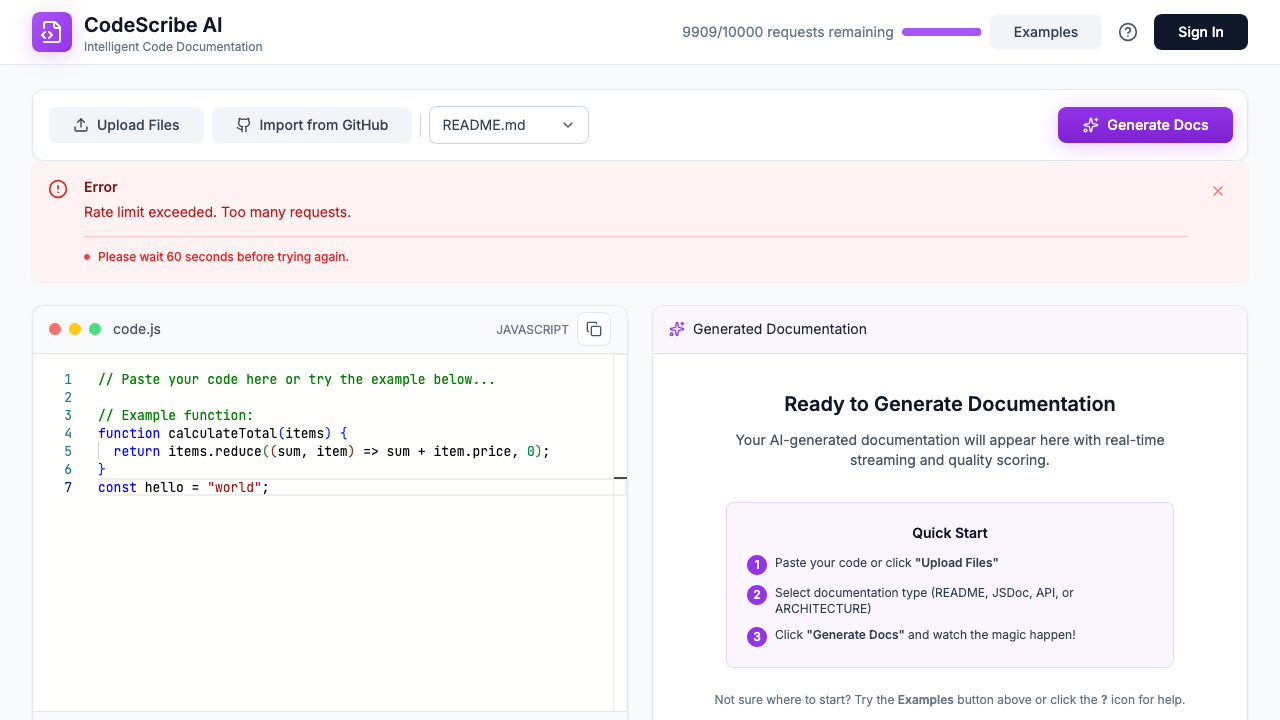 CodeScribe AI
Intelligent Code Documentation
9909/10000 requests remaining
Examples
Sign In
Upload Files
Import from GitHub
README.md
Generate Docs
Error
Rate limit exceeded. Too many requests.
Please wait 60 seconds before trying again.
code.js
JAVASCRIPT
1 // Paste your code here or try the example below...
2
3 // Example function:
4 function calculateTotal(items) {
5   return items.reduce((sum, item) => sum + item.price, 0);
6 }
7 const hello = "world";
Generated Documentation
Ready to Generate Documentation
Your AI-generated documentation will appear here with real-time
streaming and quality scoring.
Quick Start
1 Paste your code or click "Upload Files"
2 Select documentation type (README, JSDoc, API, or
ARCHITECTURE)
3 Click "Generate Docs" and watch the magic happen!
Not sure where to start? Try the Examples button above or click the ? icon for help.